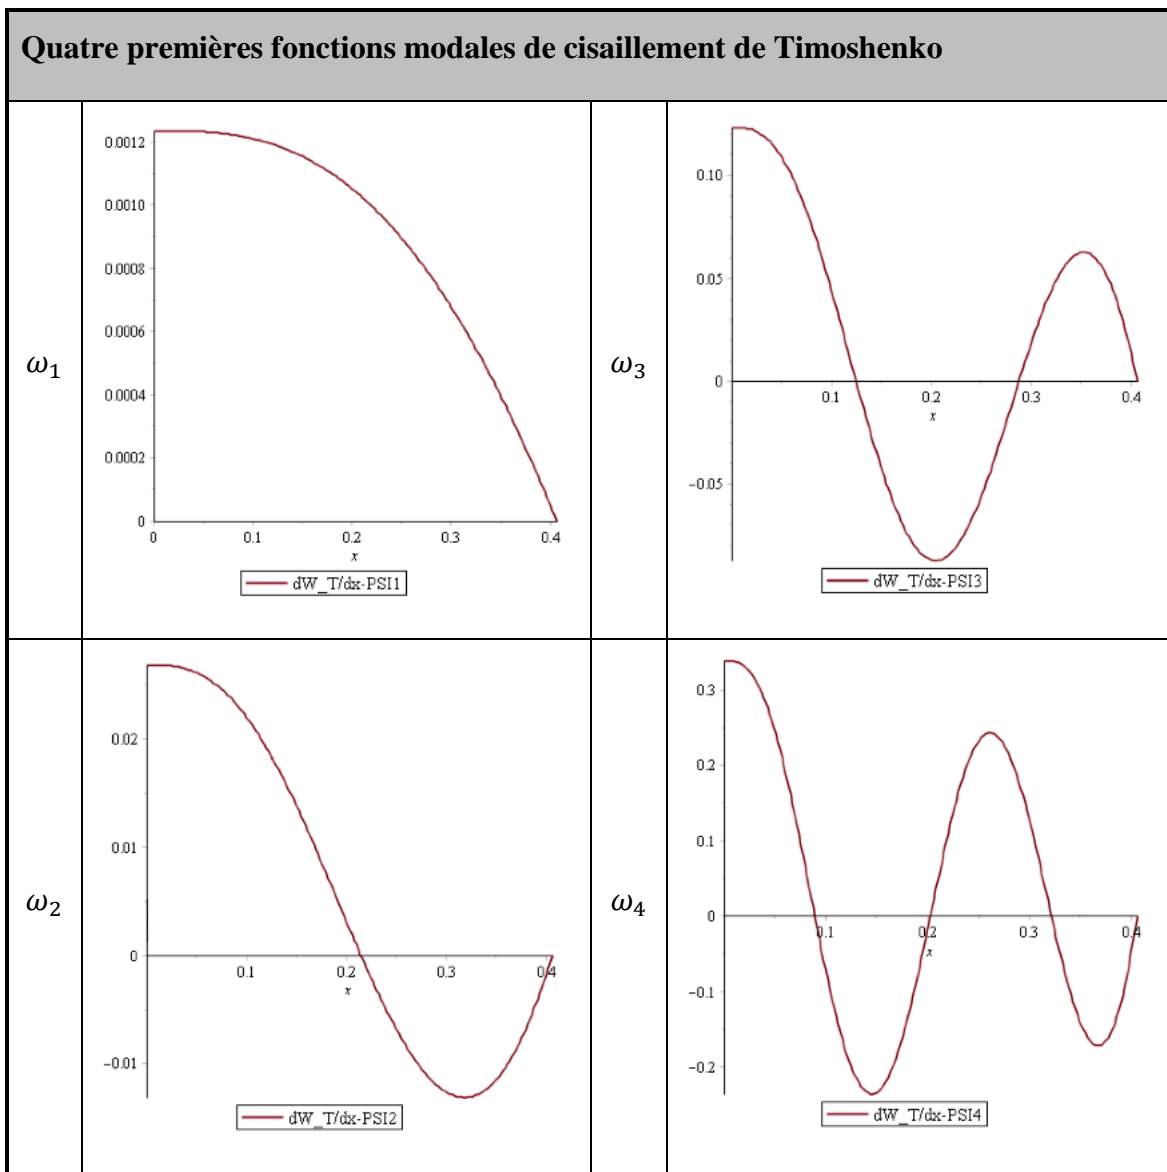 Quatre premières fonctions modales de cisaillement de Timoshenko
ω1
0.0012
0.0010
0.0008
0.0006
0.0004
0.0002
0
0 0.1 0.2 0.3 0.4
x
dW_T/dx-PSI1
ω3
0.10
0.05
0
−0.05
0.1 0.2 0.3 0.4
x
dW_T/dx-PSI3
ω2
0.02
0.01
0
−0.01
0.1 0.2 0.3 0.4
x
dW_T/dx-PSI2
ω4
0.3
0.2
0.1
0
−0.1
−0.2
0.1 0.2 0.3 0.4
x
dW_T/dx-PSI4